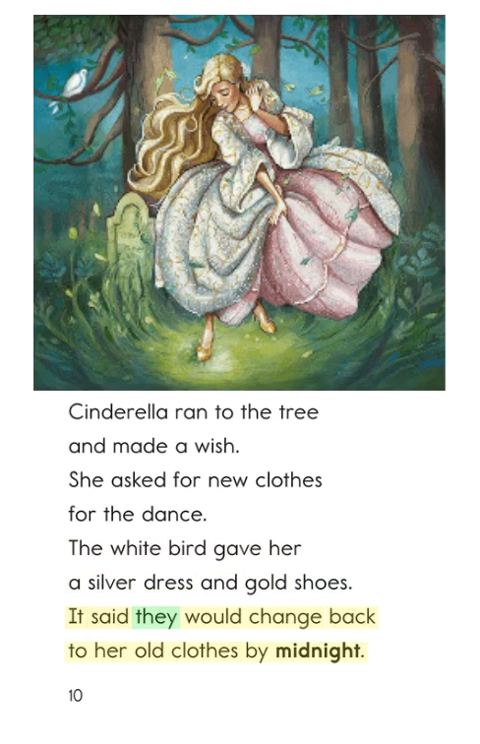 Cinderella ran to the tree
and made a wish.
She asked for new clothes
for the dance.
The white bird gave her
a silver dress and gold shoes.
It said they would change back
to her old clothes by midnight.
10